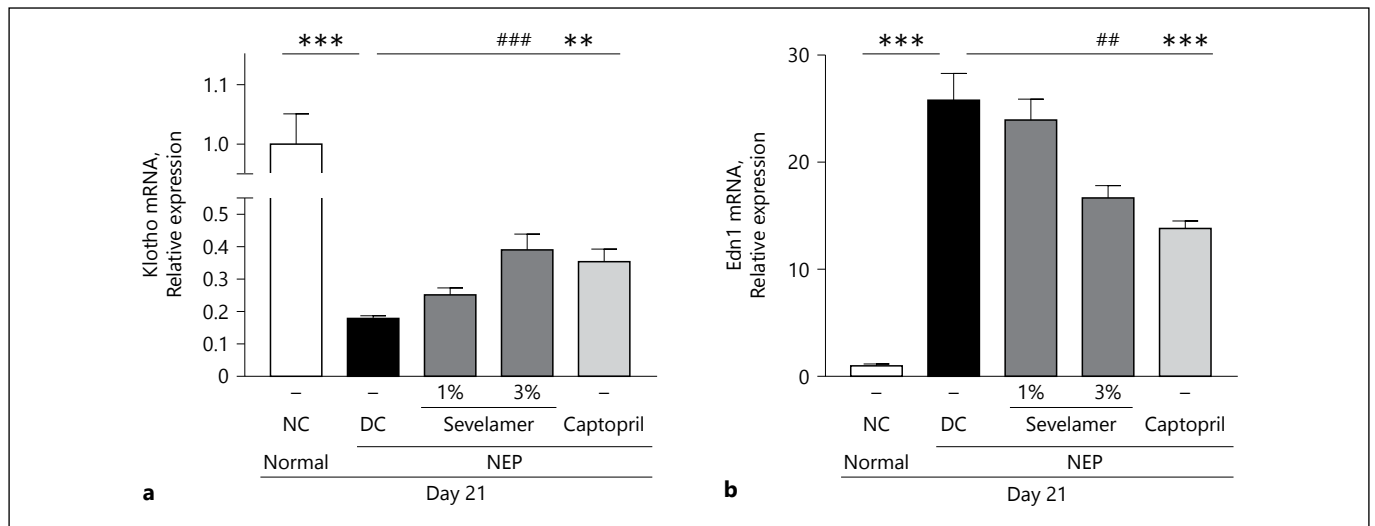 *** ### **
1.1
1.0
0.5
0.4
0.3
0.2
0.1
0
Klotho mRNA,
Relative expression
– – 1% 3% –
NC DC Sevelamer Captopril
Normal NEP
Day 21
a
*** ## ***
30
20
10
0
Edn1 mRNA,
Relative expression
– – 1% 3% –
NC DC Sevelamer Captopril
Normal NEP
Day 21
b